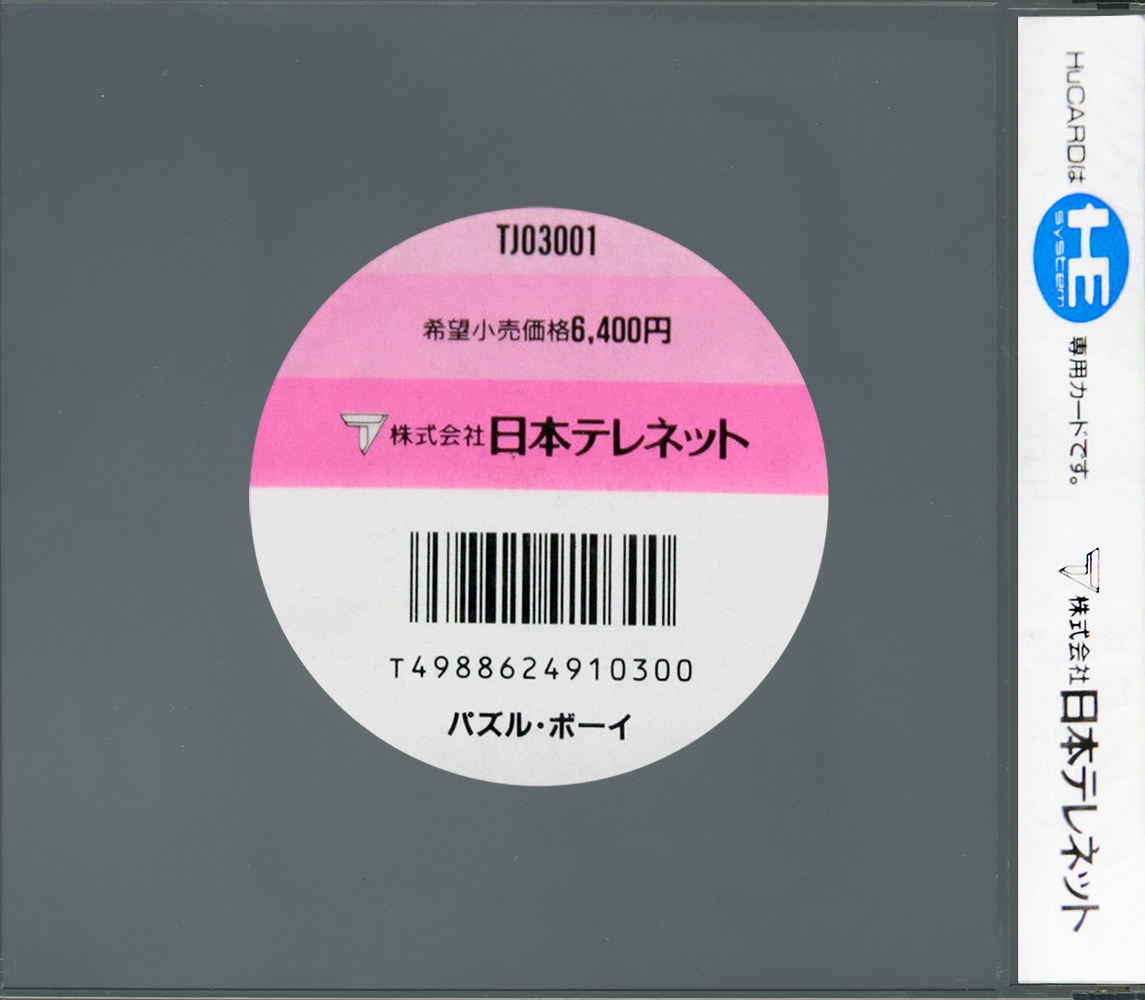 TJ03001
希望小売価格6,400円
株式会社日本テレネット
T4988624910300
パズル・ボーイ
HuCARDは HE system 専用カードです。 株式会社日本テレネット